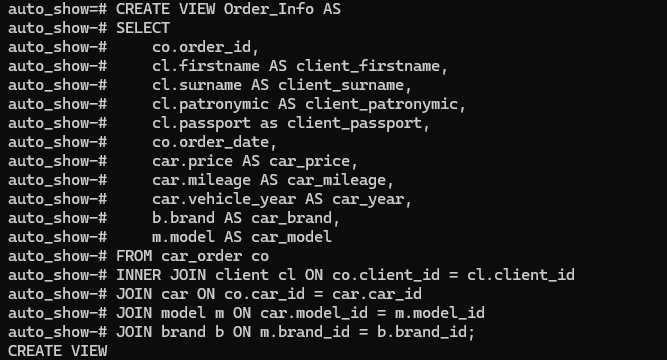 auto_show=# CREATE VIEW Order_Info AS
auto_show-# SELECT
auto_show-#     co.order_id,
auto_show-#     cl.firstname AS client_firstname,
auto_show-#     cl.surname AS client_surname,
auto_show-#     cl.patronymic AS client_patronymic,
auto_show-#     cl.passport as client_passport,
auto_show-#     co.order_date,
auto_show-#     car.price AS car_price,
auto_show-#     car.mileage AS car_mileage,
auto_show-#     car.vehicle_year AS car_year,
auto_show-#     b.brand AS car_brand,
auto_show-#     m.model AS car_model
auto_show-# FROM car_order co
auto_show-# INNER JOIN client cl ON co.client_id = cl.client_id
auto_show-# JOIN car ON co.car_id = car.car_id
auto_show-# JOIN model m ON car.model_id = m.model_id
auto_show-# JOIN brand b ON m.brand_id = b.brand_id;
CREATE VIEW